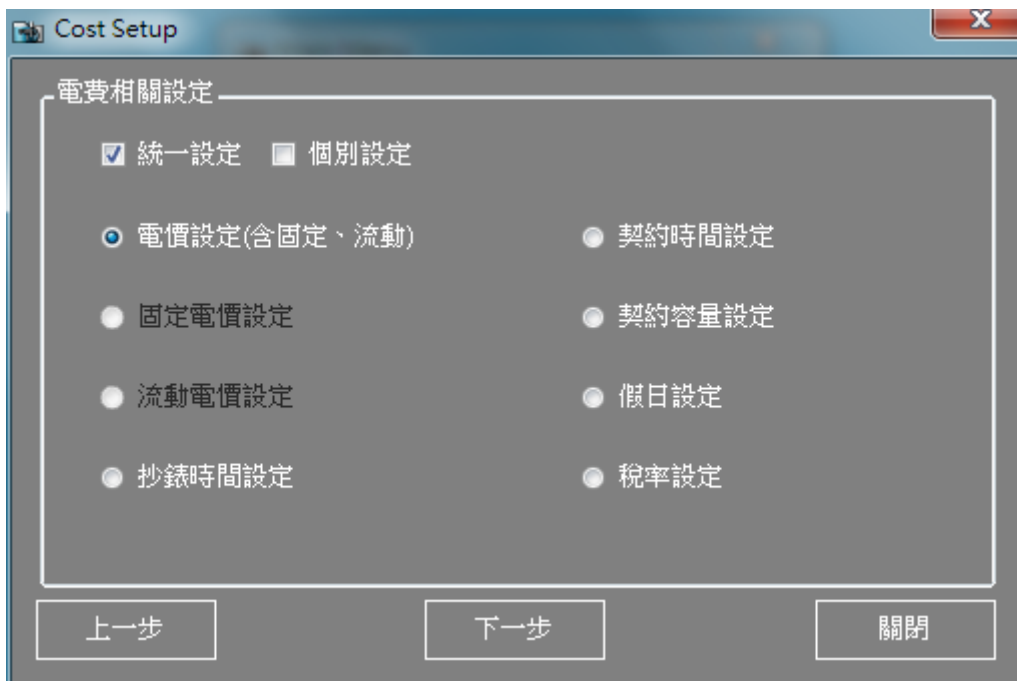 Cost Setup
電費相關設定
統一設定 個別設定
電價設定(含固定、流動) 契約時間設定
固定電價設定 契約容量設定
流動電價設定 假日設定
抄錶時間設定 稅率設定
上一步 下一步 關閉